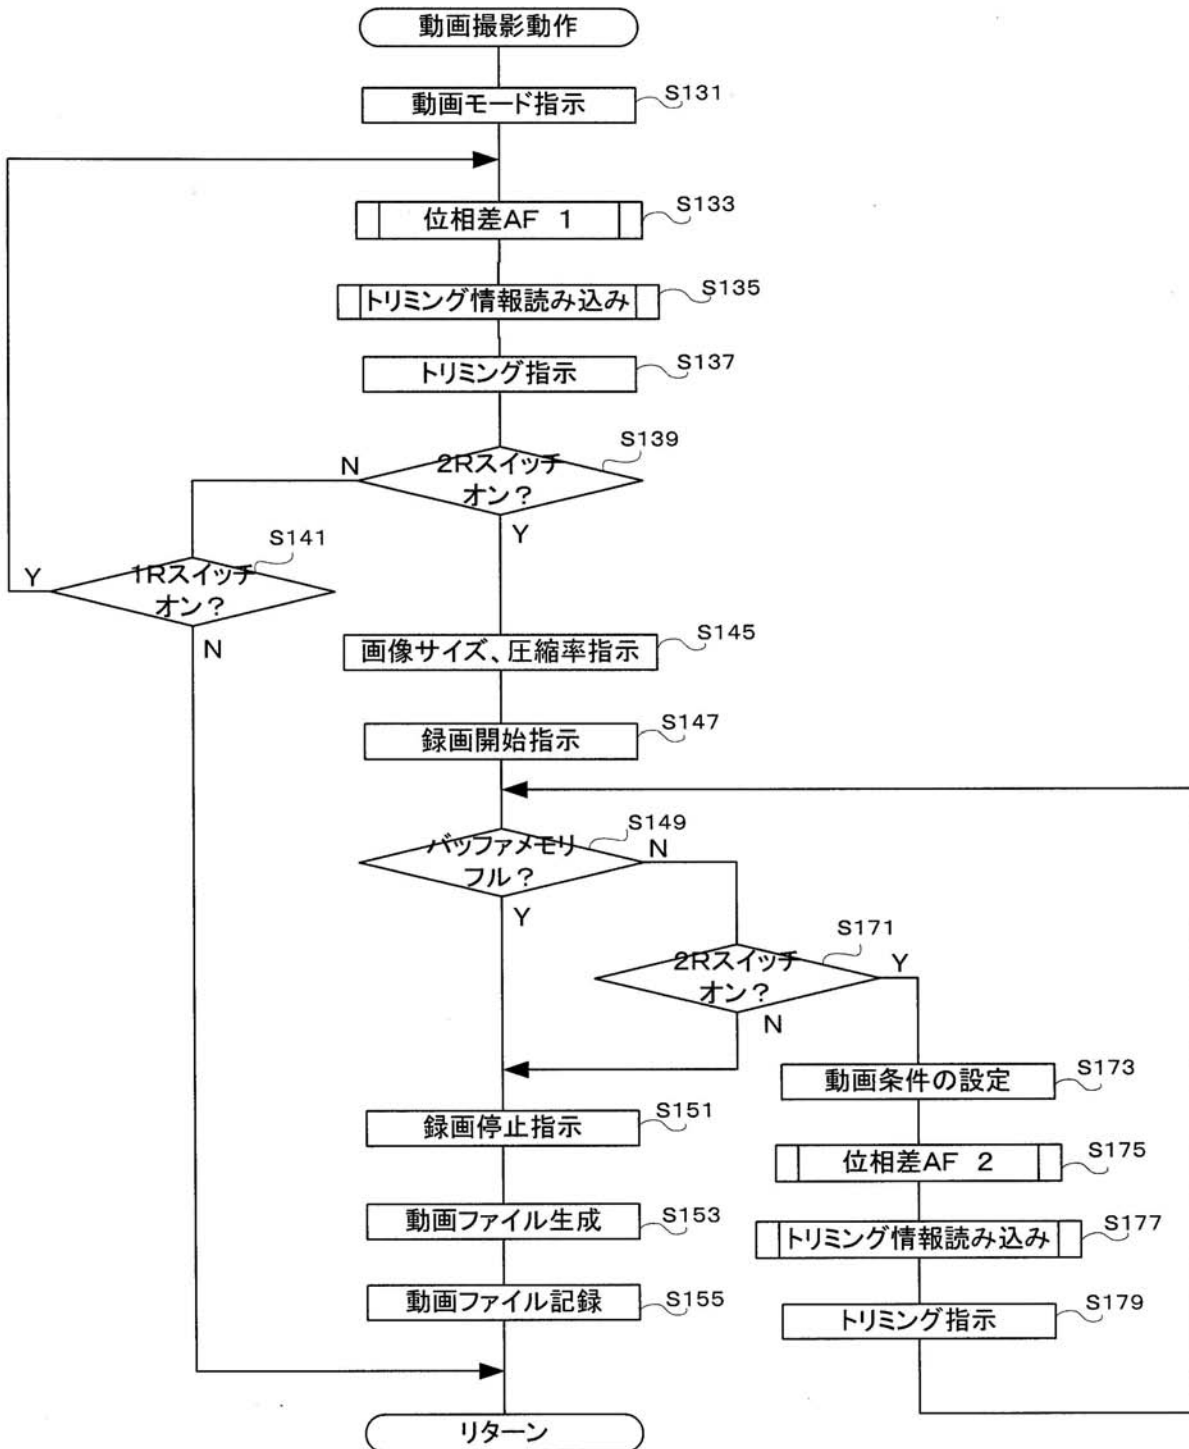 動画撮影動作
動画モード指示
S131
位相差AF 1
S133
トリミング情報読み込み
S135
トリミング指示
S137
2Rスイッチ
オン?
S139
N
Y
1Rスイッチ
オン?
S141
Y
N
画像サイズ、圧縮率指示
S145
録画開始指示
S147
バッファメモリ
フル?
S149
N
Y
2Rスイッチ
オン?
S171
Y
N
動画条件の設定
S173
位相差AF 2
S175
トリミング情報読み込み
S177
トリミング指示
S179
録画停止指示
S151
動画ファイル生成
S153
動画ファイル記録
S155
リターン